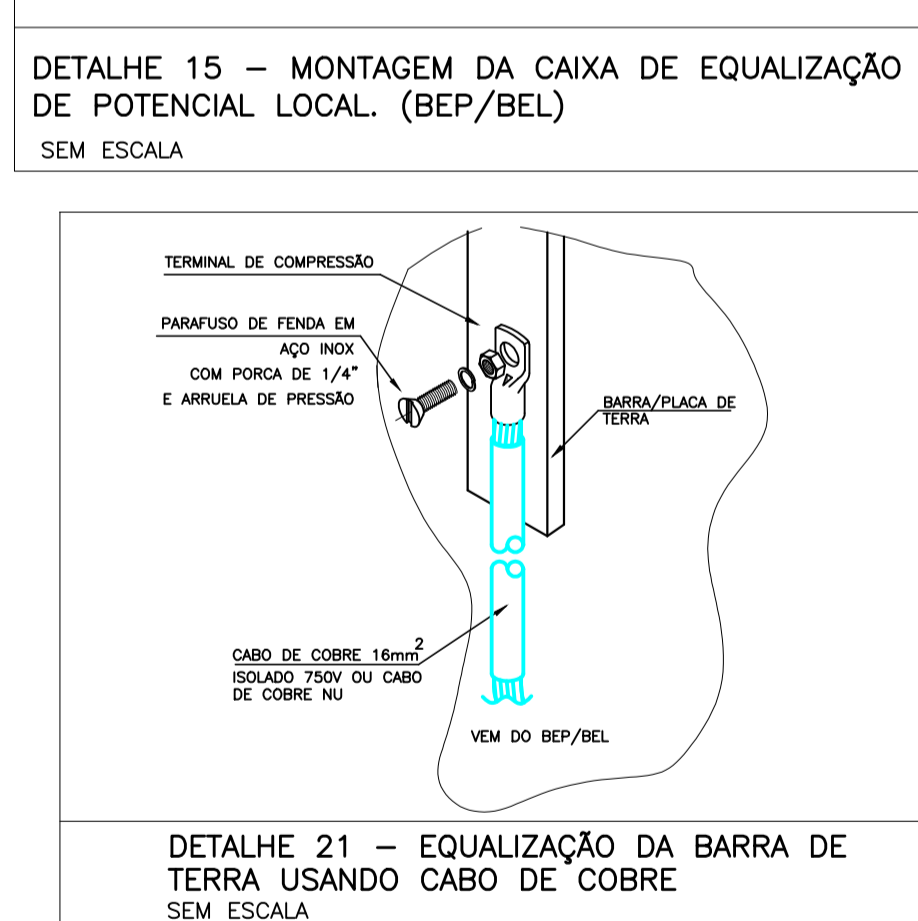 DETALHE 15 – MONTAGEM DA CAIXA DE EQUALIZAÇÃO
DE POTENCIAL LOCAL. (BEP/BEL)
SEM ESCALA
TERMINAL DE COMPRESSÃO
PARAFUSO DE FENDA EM
AÇO INOX
COM PORCA DE 1/4"
E ARRUELA DE PRESSÃO
BARRA/PLACA DE
TERRA
CABO DE COBRE 16mm²
ISOLADO 750V OU CABO
DE COBRE NU
VEM DO BEP/BEL
DETALHE 21 – EQUALIZAÇÃO DA BARRA DE
TERRA USANDO CABO DE COBRE
SEM ESCALA